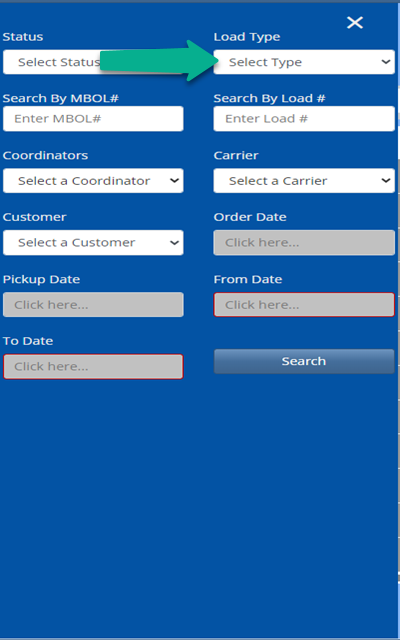 Status
Load Type
Select Status
Select Type
Search By MBOL#
Search By Load #
Enter MBOL#
Enter Load #
Coordinators
Carrier
Select a Coordinator
Select a Carrier
Customer
Order Date
Select a Customer
Click here...
Pickup Date
From Date
Click here...
Click here...
To Date
Click here...
Search